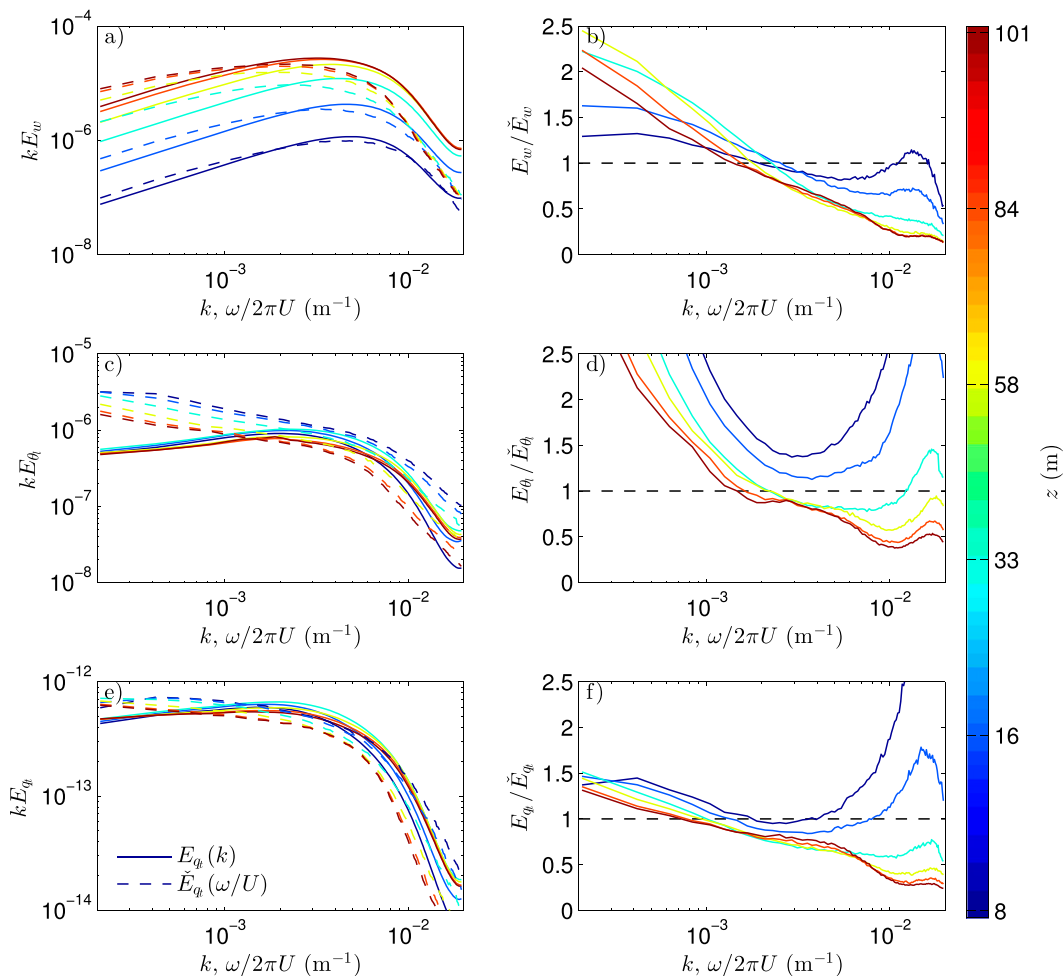 a)
10⁻⁴
10⁻⁶
10⁻⁸
kE_w
10⁻³ 10⁻²
k, ω/2πU (m⁻¹)
b)
2.5
2
1.5
1
0.5
0
E_w/Ě_w
10⁻³ 10⁻²
k, ω/2πU (m⁻¹)
c)
10⁻⁵
10⁻⁶
10⁻⁷
10⁻⁸
kE_θₗ
10⁻³ 10⁻²
k, ω/2πU (m⁻¹)
d)
2.5
2
1.5
1
0.5
0
E_θₗ/Ě_θₗ
10⁻³ 10⁻²
k, ω/2πU (m⁻¹)
e)
10⁻¹²
10⁻¹³
10⁻¹⁴
kE_qₜ
E_qₜ(k)
Ě_qₜ(ω/U)
10⁻³ 10⁻²
k, ω/2πU (m⁻¹)
f)
2.5
2
1.5
1
0.5
0
E_qₜ/Ě_qₜ
10⁻³ 10⁻²
k, ω/2πU (m⁻¹)
101
84
58
33
16
8
z (m)